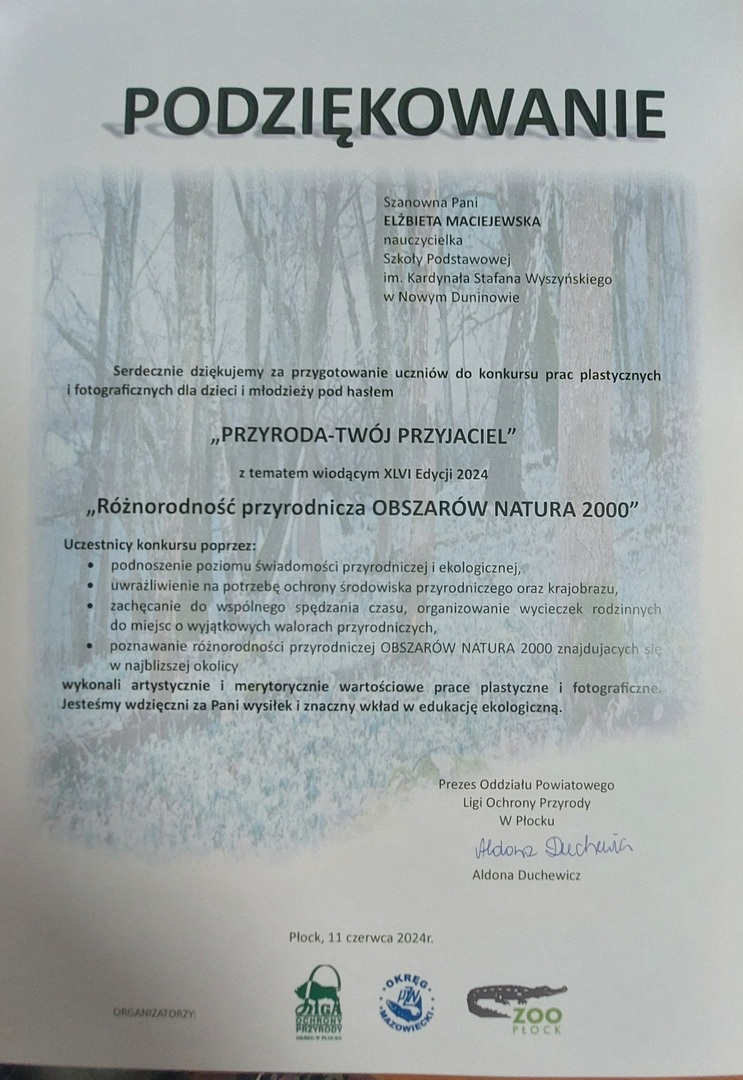 PODZIĘKOWANIE
Szanowna Pani
ELŻBIETA MACIEJEWSKA
nauczycielka
Szkoły Podstawowej
im. Kardynała Stafana Wyszyńskiego
w Nowym Duninowie
Serdecznie dziękujemy za przygotowanie uczniów do konkursu prac plastycznych
i fotograficznych dla dzieci i młodzieży pod hasłem
„PRZYRODA-TWÓJ PRZYJACIEL”
z tematem wiodącym XLVI Edycji 2024
„Różnorodność przyrodnicza OBSZARÓW NATURA 2000”
Uczestnicy konkursu poprzez:
• podnoszenie poziomu świadomości przyrodniczej i ekologicznej,
• uwrażliwienie na potrzebę ochrony środowiska przyrodniczego oraz krajobrazu,
• zachęcanie do wspólnego spędzania czasu, organizowanie wycieczek rodzinnych
do miejsc o wyjątkowych walorach przyrodniczych,
• poznawanie różnorodności przyrodniczej OBSZARÓW NATURA 2000 znajdujacych się
w najblizszej okolicy
wykonali artystycznie i merytorycznie wartościowe prace plastyczne i fotograficzne.
Jesteśmy wdzięczni za Pani wysiłek i znaczny wkład w edukację ekologiczną.
Prezes Oddziału Powiatowego
Ligi Ochrony Przyrody
W Płocku
Aldona Duchewicz
Aldona Duchewicz
Płock, 11 czerwca 2024r.
ORGANIZATORZY:
LIGA
OCHRONY
PRZYRODY
OKRĘG W PŁOCKU
OKRĘG
PZW
MAZOWIECKI
ZOO
PŁOCK